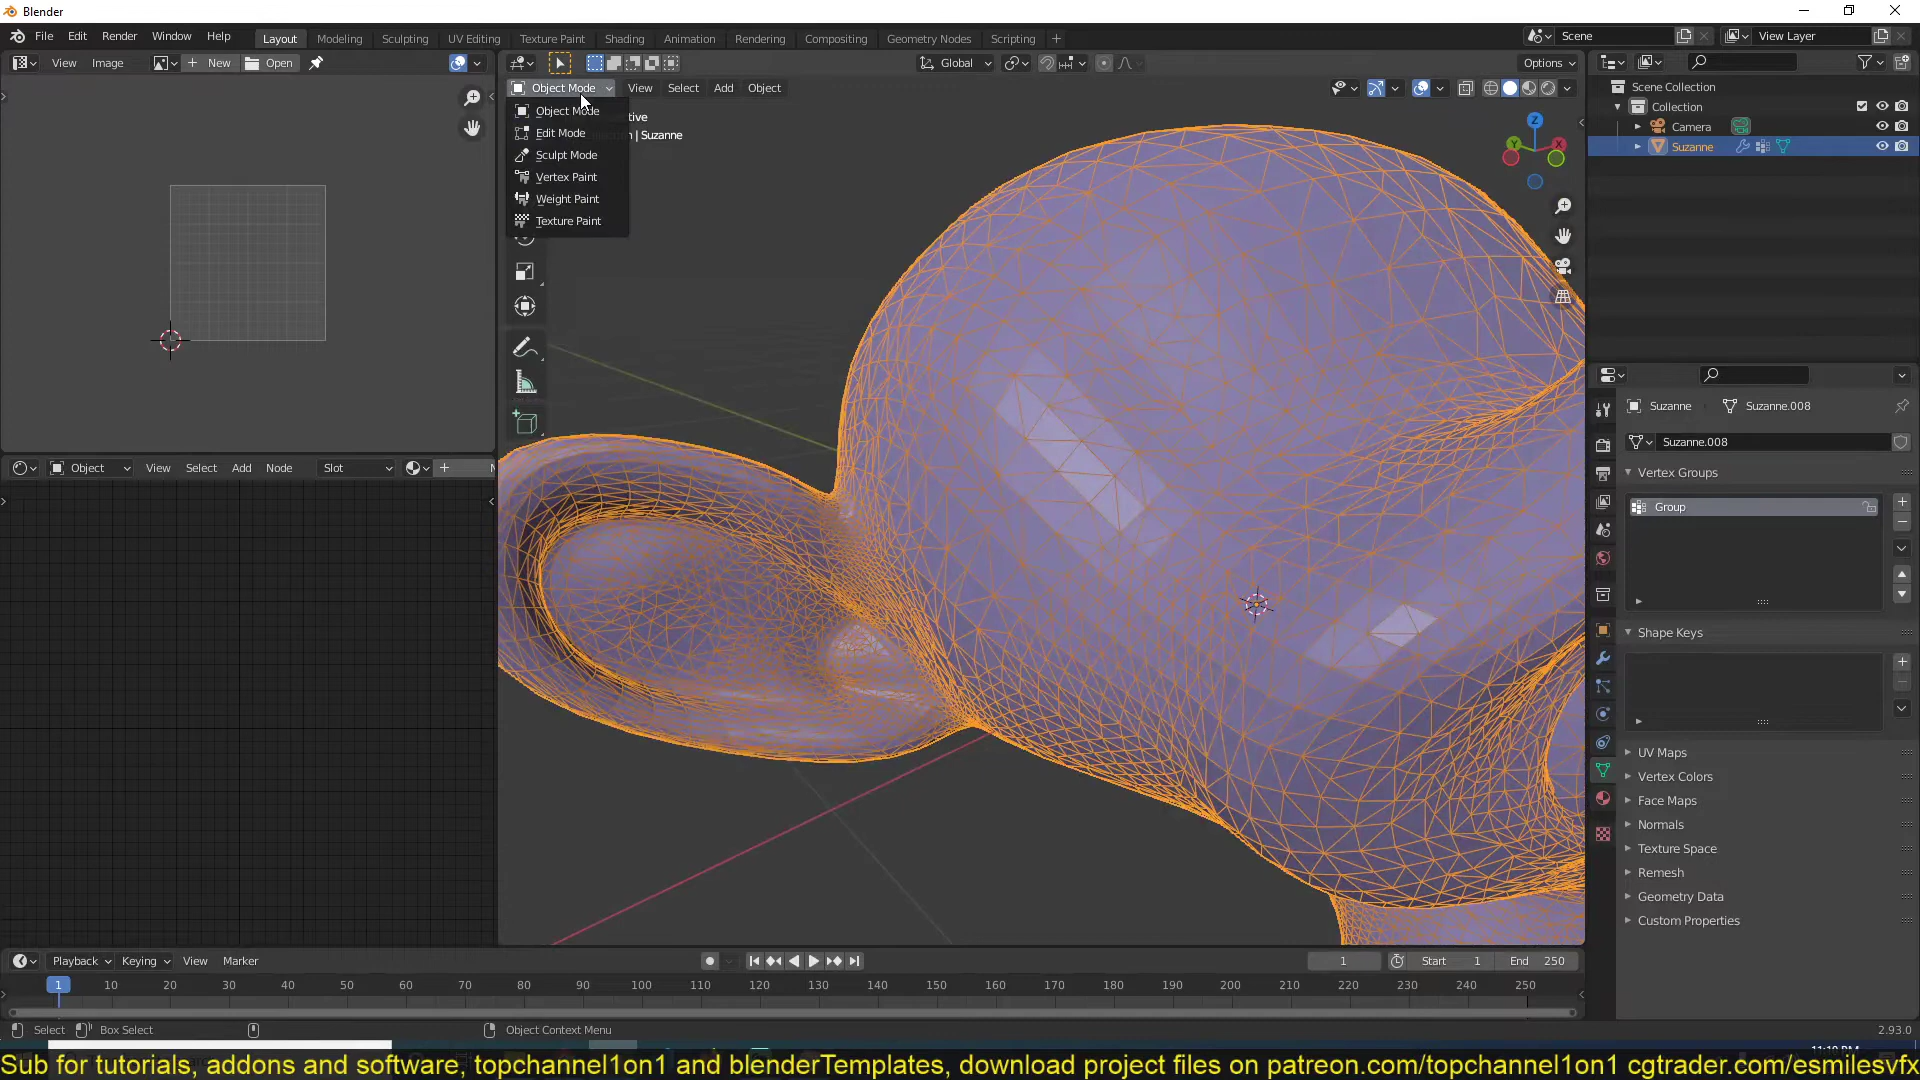 Blender
File Edit Render Window Help Layout Modeling Sculpting UV Editing Texture Paint Shading Animation Rendering Compositing Geometry Nodes Scripting + Scene View Layer
View Image New Open Global Options
Object Mode View Select Add Object
Object Mode
Edit Mode
Sculpt Mode
Vertex Paint
Weight Paint
Texture Paint
| Suzanne
Z
Y
X
Scene Collection
Collection
Camera
Suzanne
Suzanne Suzanne.008
Suzanne.008
Vertex Groups
Group
Shape Keys
UV Maps
Vertex Colors
Face Maps
Normals
Texture Space
Remesh
Geometry Data
Custom Properties
Object View Select Add Node Slot
Playback Keying View Marker 1 Start 1 End 250
1 10 20 30 40 50 60 70 80 90 100 110 120 130 140 150 160 170 180 190 200 210 220 230 240 250
Select Box Select Object Context Menu 2.93.0
Sub for tutorials, addons and software, topchannel1on1 and blenderTemplates, download project files on patreon.com/topchannel1on1 cgtrader.com/esmilesvfx